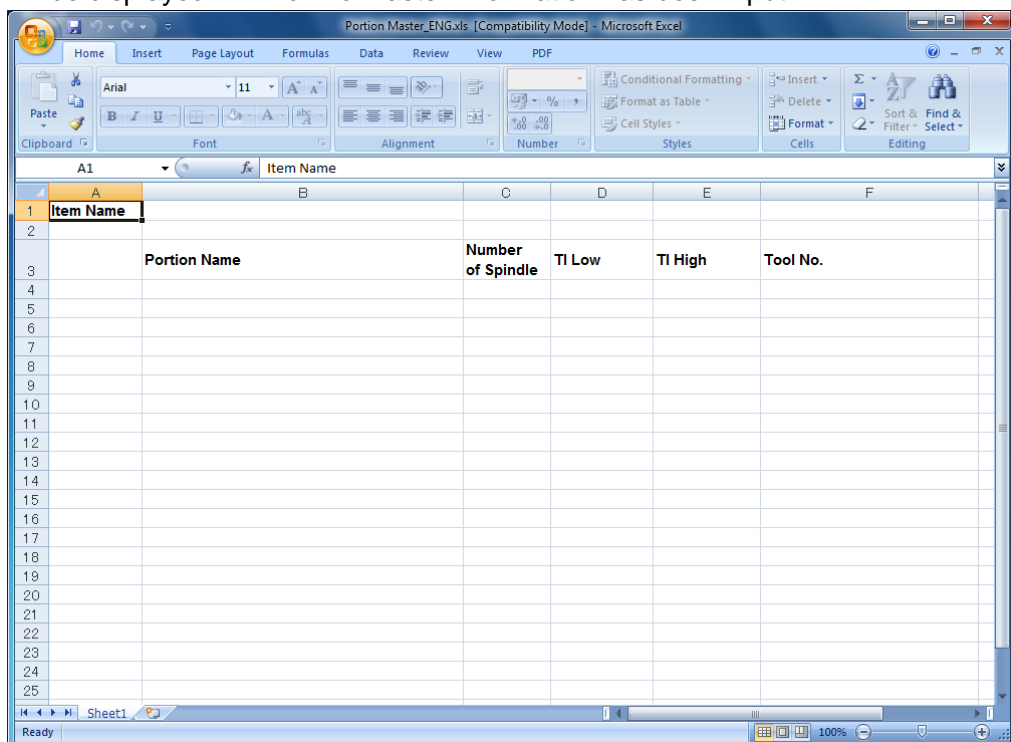 Portion Master_ENG.xls [Compatibility Mode] - Microsoft Excel
Home Insert Page Layout Formulas Data Review View PDF
Paste
Arial 11
B I U
Conditional Formatting
Format as Table
Cell Styles
Insert
Delete
Format
Sort & Filter
Find & Select
Clipboard Font Alignment Number Styles Cells Editing
A1 fx Item Name
A B C D E F
1 Item Name
2
3 Portion Name Number of Spindle TI Low TI High Tool No.
4
5
6
7
8
9
10
11
12
13
14
15
16
17
18
19
20
21
22
23
24
25
Sheet1
Ready 100%